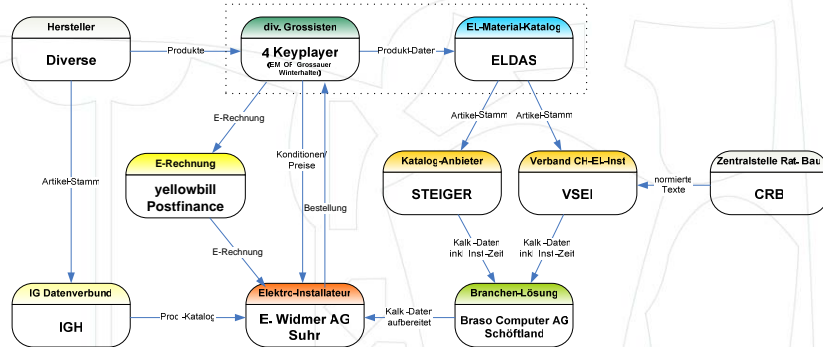 Hersteller
Diverse
Produkte
div. Grossisten
4 Keyplayer
(EM OF Grossauer
Winterhalter)
Produkt-Daten
EL-Material-Katalog
ELDAS
E-Rechnung
Konditionen/
Preise
Artikel-Stamm
Artikel-Stamm
Artikel-Stamm
E-Rechnung
yellowbill
Postfinance
Bestellung
Katalog-Anbieter
STEIGER
Verband CH-EL-Inst
VSEI
normierte
Texte
Zentralstelle Rat. Bau
CRB
E-Rechnung
Kalk-Daten
inkl Inst-Zeit
Kalk-Daten
inkl Inst-Zeit
IG Datenverbund
IGH
Proc-Katalog
Elektro-Installateur
E. Widmer AG
Suhr
Kalk-Daten
aufbereitet
Branchen-Lösung
Braso Computer AG
Schöftland